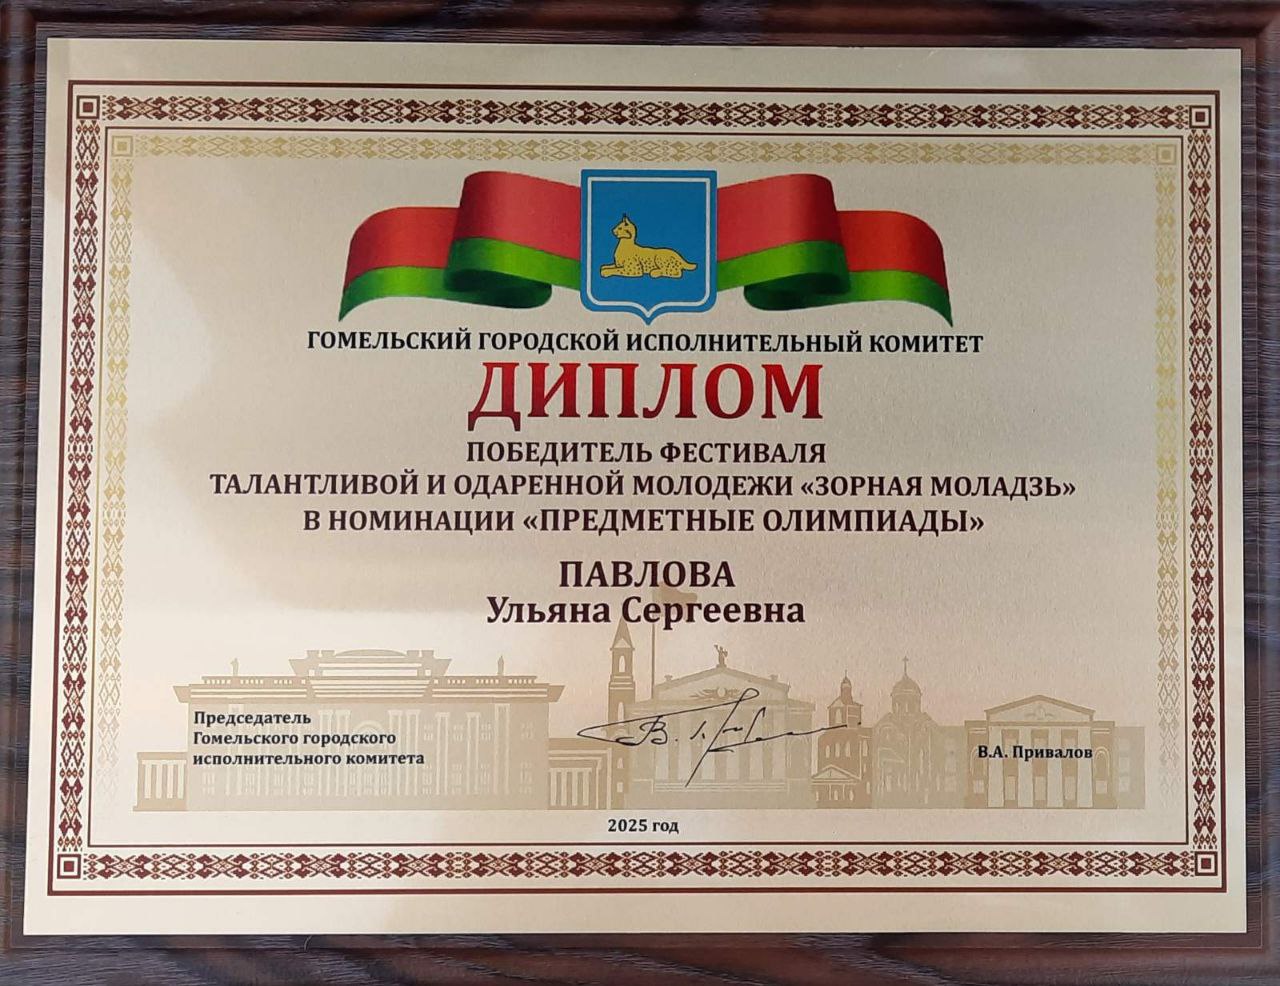 ГОМЕЛЬСКИЙ ГОРОДСКОЙ ИСПОЛНИТЕЛЬНЫЙ КОМИТЕТ
ДИПЛОМ
ПОБЕДИТЕЛЬ ФЕСТИВАЛЯ
ТАЛАНТЛИВОЙ И ОДАРЕННОЙ МОЛОДЕЖИ «ЗОРНАЯ МОЛАДЗЬ»
В НОМИНАЦИИ «ПРЕДМЕТНЫЕ ОЛИМПИАДЫ»
ПАВЛОВА
Ульяна Сергеевна
Председатель
Гомельского городского
исполнительного комитета
В.А. Привалов
2025 год